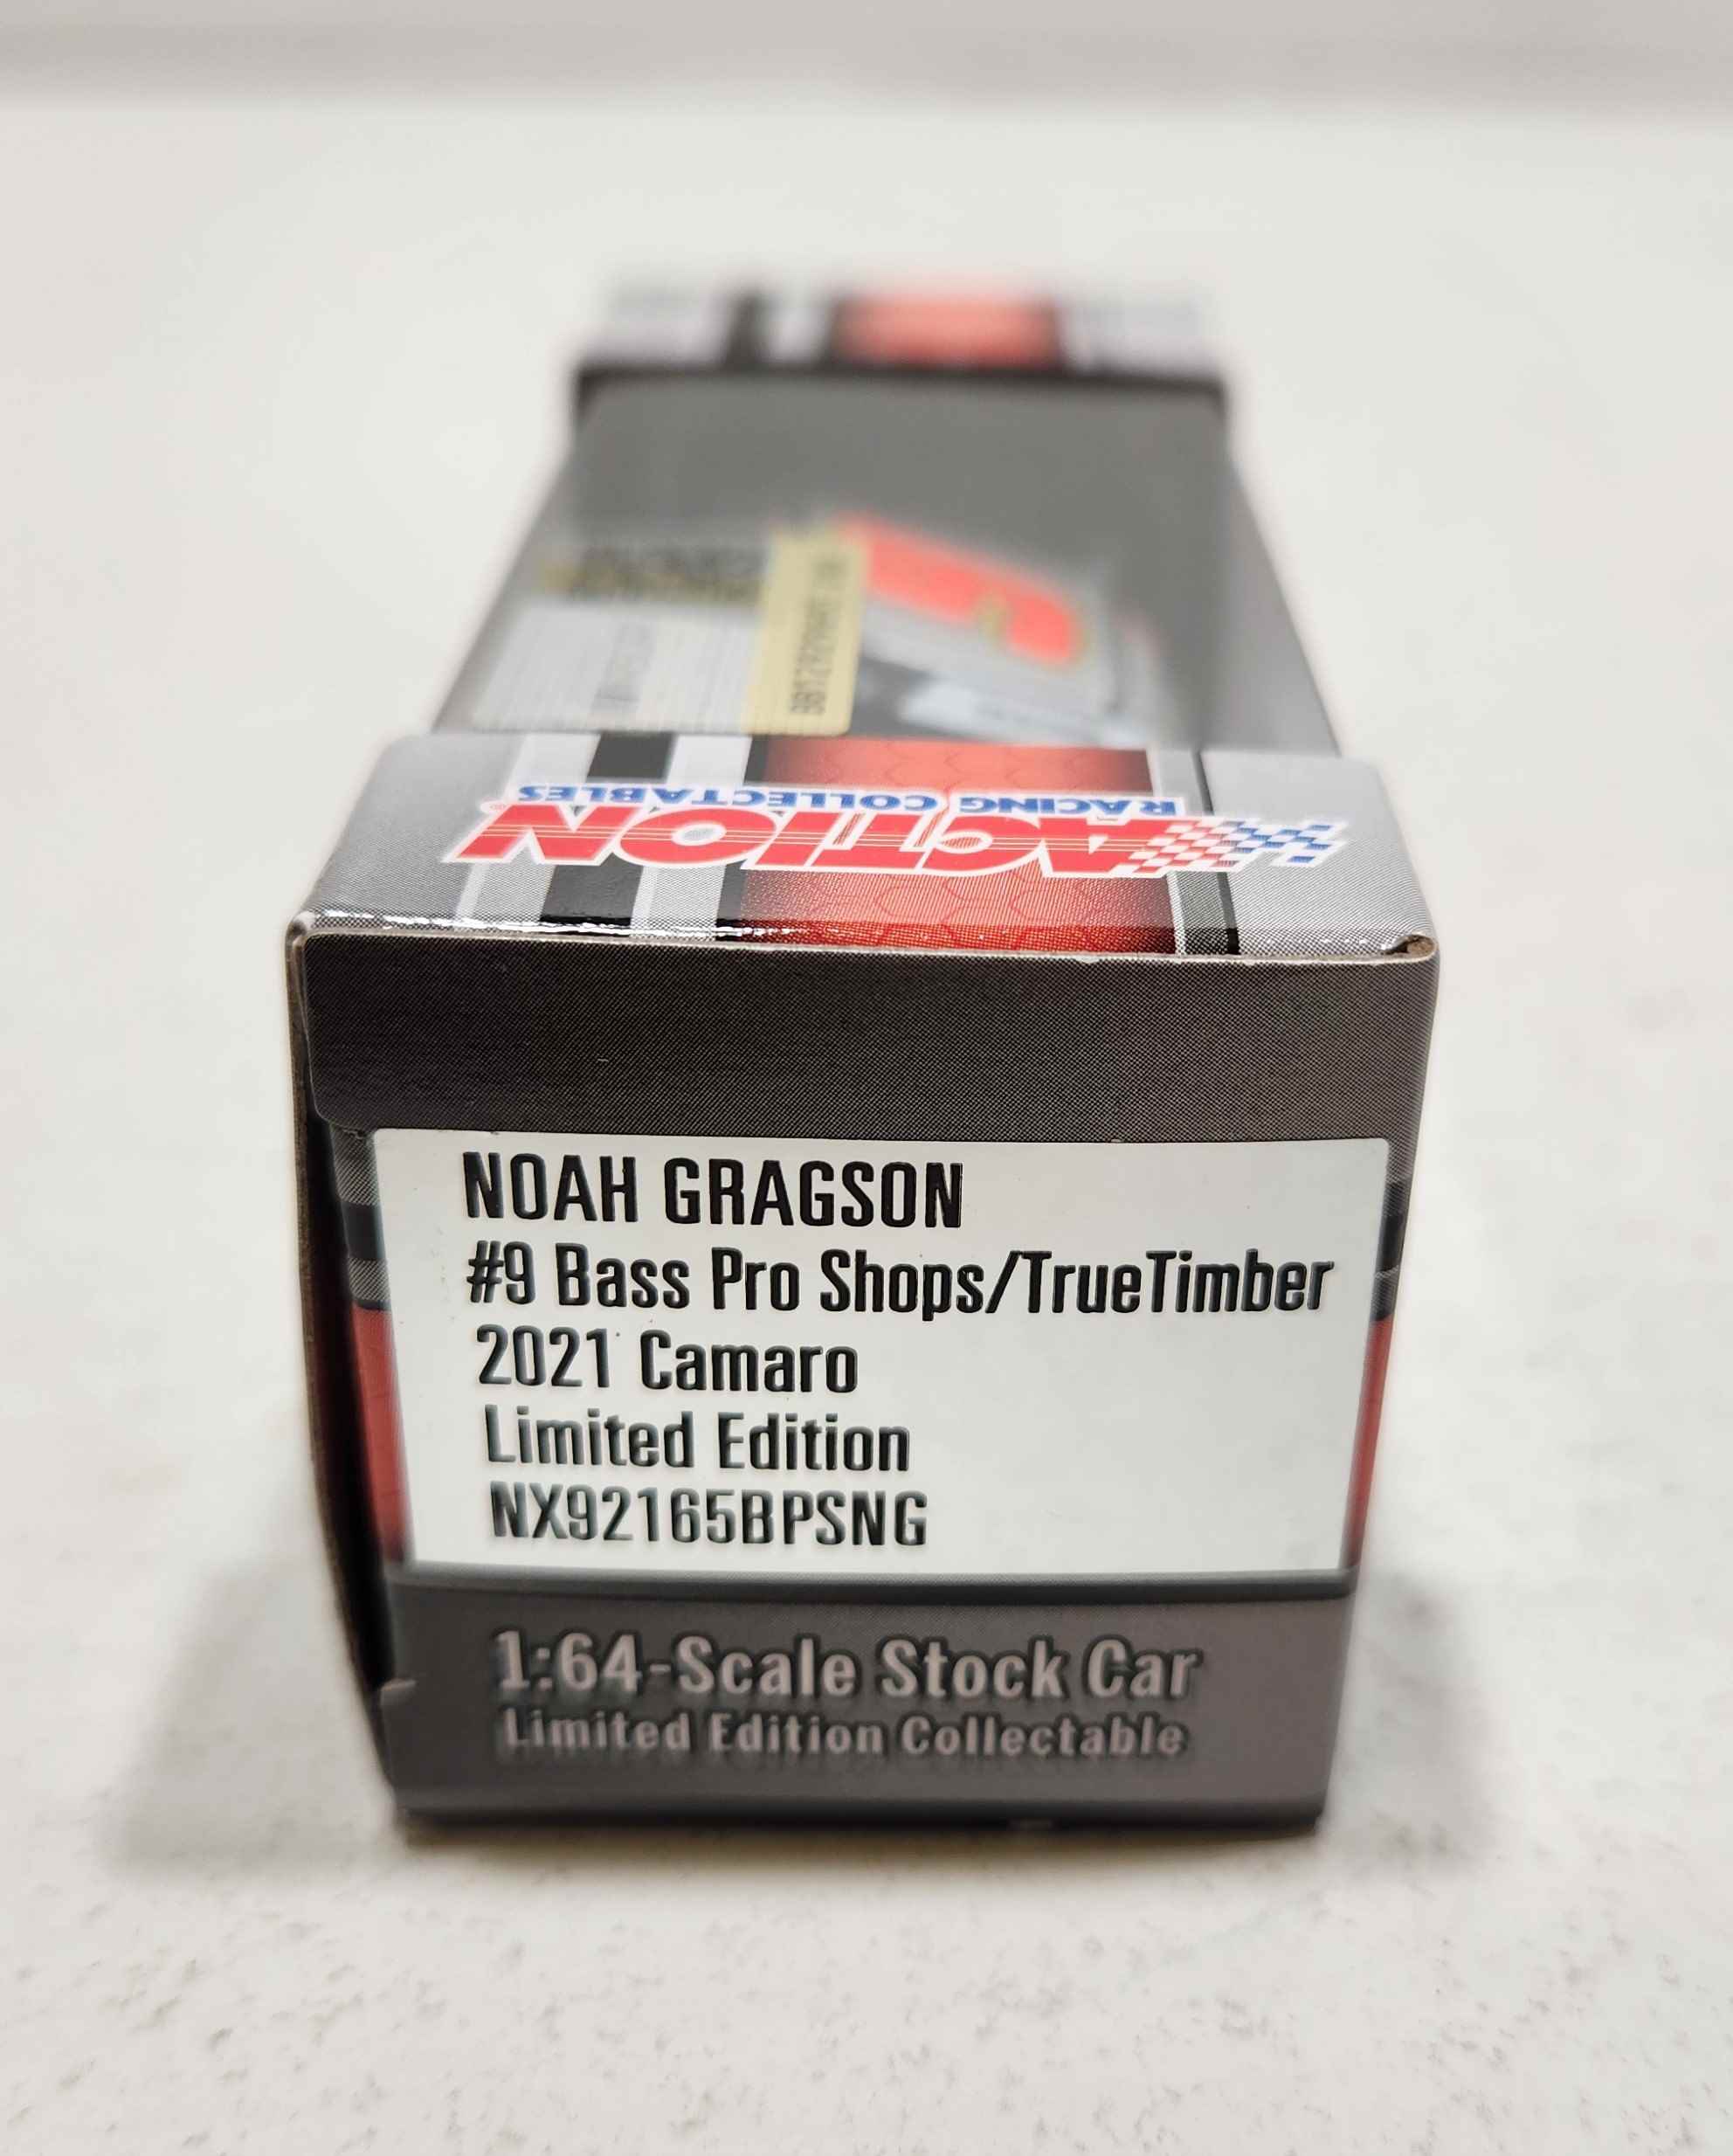 RACING COLLECTABLES
ACTION
NOAH GRAGSON
#9 Bass Pro Shops/TrueTimber
2021 Camaro
Limited Edition
NX92165BPSNG
1:64-Scale Stock Car
Limited Edition Collectable